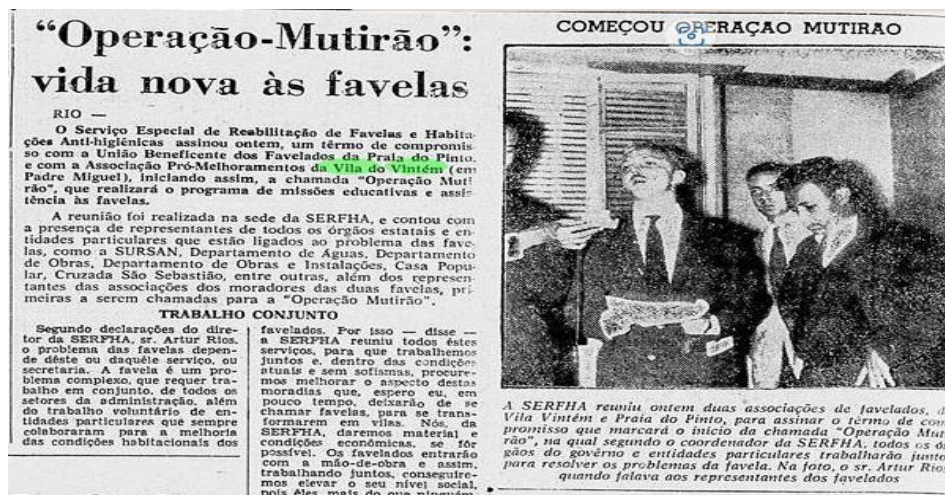 “Operação-Mutirão”:
vida nova às favelas
RIO —
O Serviço Especial de Reabilitação de Favelas e Habita-
ções Anti-higiênicas assinou ontem, um têrmo de compromis-
so com a União Beneficente dos Favelados da Praia do Pinto,
e com a Associação Pró-Melhoramentos da Vila do Vintém (em
Padre Miguel), iniciando assim, a chamada “Operação Muti
rão”, que realizará o programa de missões educativas e assis-
tência às favelas.
A reunião foi realizada na sede da SERFHA, e contou com
a presença de representantes de todos os órgãos estatais e en-
tidades particulares que estão ligados ao problema das fave-
las, como a SURSAN, Departamento de Águas, Departamento
de Obras, Departamento de Obras e Instalações, Casa Popu-
lar, Cruzada São Sebastião, entre outras, além dos represen-
tantes das associações dos moradores das duas favelas, pri-
meiras a serem chamadas para a “Operação Mutirão”.
TRABALHO CONJUNTO
Segundo declarações do dire-
tor da SERFHA, sr. Artur Rios,
o problema das favelas depen-
de dêste ou daquêle serviço, ou
secretaria. A favela é um pro-
blema complexo, que requer tra-
balho em conjunto, de todos os
setores da administração, além
do trabalho voluntário de en-
tidades particulares que sempre
colaboram para a melhoria
das condições habitacionais dos
favelados. Por isso — disse —
a SERFHA reuniu todos êstes
serviços, para que trabalhemos
juntos e, dentro das condições
atuais e sem sofismas, procure-
mos melhorar o aspecto destas
moradias que, espero eu, em
pouco tempo, deixarão de se
chamar favelas, para se trans-
formarem em vilas. Nós, da
SERFHA, daremos material e
condições econômicas, se fôr
possível. Os favelados entrarão
com a mão-de-obra e assim,
trabalhando juntos, conseguire-
mos elevar o seu nível social,
pois êles, mais do que ninguém,
COMEÇOU OPERAÇÃO MUTIRAO
A SERFHA reuniu ontem duas associações de favelados, d
Vila Vintém e Praia do Pinto, para assinar o têrmo de com
promisso que marcará o início da chamada “Operação Mut
rão”, na qual segundo o coordenador da SERFHA, todos os ór
gãos do govêrno e entidades particulares trabalharão junto
para resolver os problemas da favela. Na foto, o sr. Artur Rios
quando falava aos representantes dos favelados